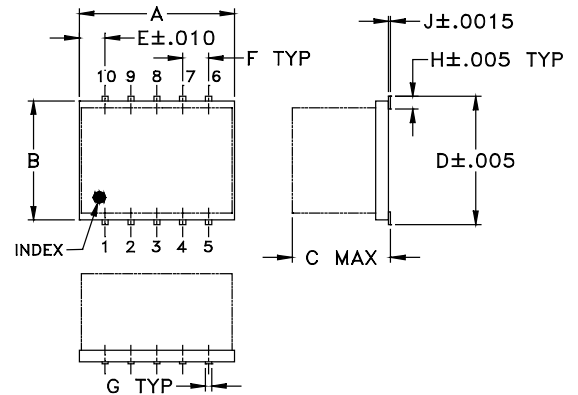 A
E±.010
F TYP
10 9 8 7 6
B
INDEX
1 2 3 4 5
J±.0015
H±.005 TYP
D±.005
C MAX
G TYP